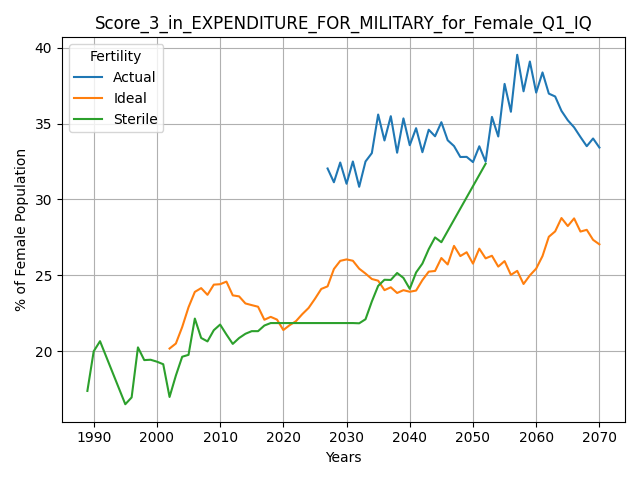 Score_3_in_EXPENDITURE_FOR_MILITARY_for_Female_Q1_IQ
Fertility
Actual
Ideal
Sterile
% of Female Population
40
35
30
25
20
1990
2000
2010
2020
2030
2040
2050
2060
2070
Years